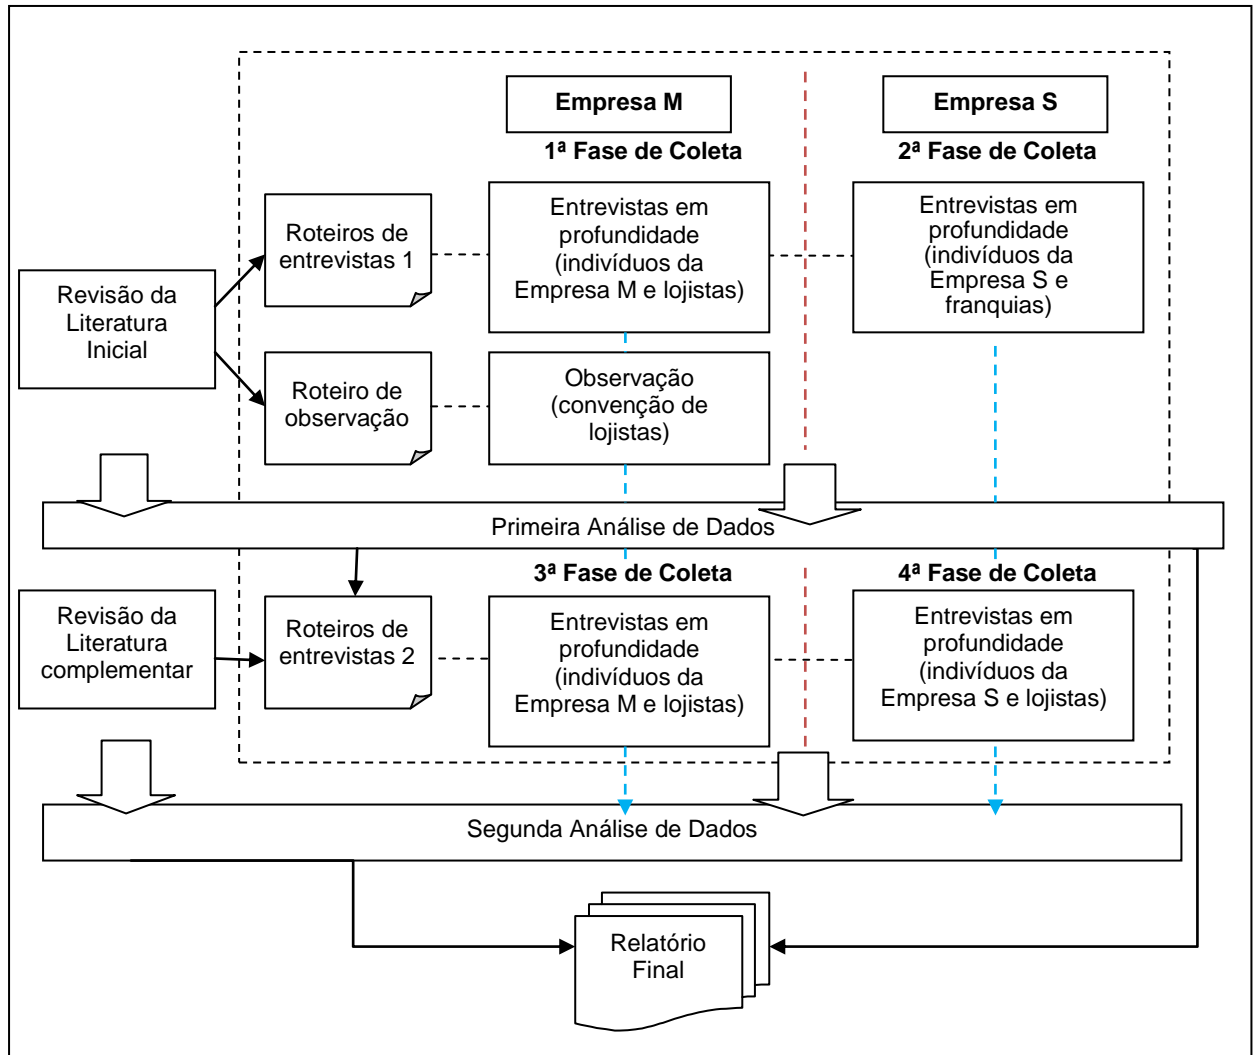 Empresa M
Empresa S
1ª Fase de Coleta
2ª Fase de Coleta
Revisão da
Literatura
Inicial
Roteiros de
entrevistas 1
Entrevistas em
profundidade
(indivíduos da
Empresa M e lojistas)
Entrevistas em
profundidade
(indivíduos da
Empresa S e
franquias)
Roteiro de
observação
Observação
(convenção de
lojistas)
Primeira Análise de Dados
3ª Fase de Coleta
4ª Fase de Coleta
Revisão da
Literatura
complementar
Roteiros de
entrevistas 2
Entrevistas em
profundidade
(indivíduos da
Empresa M e lojistas)
Entrevistas em
profundidade
(indivíduos da
Empresa S e lojistas)
Segunda Análise de Dados
Relatório
Final